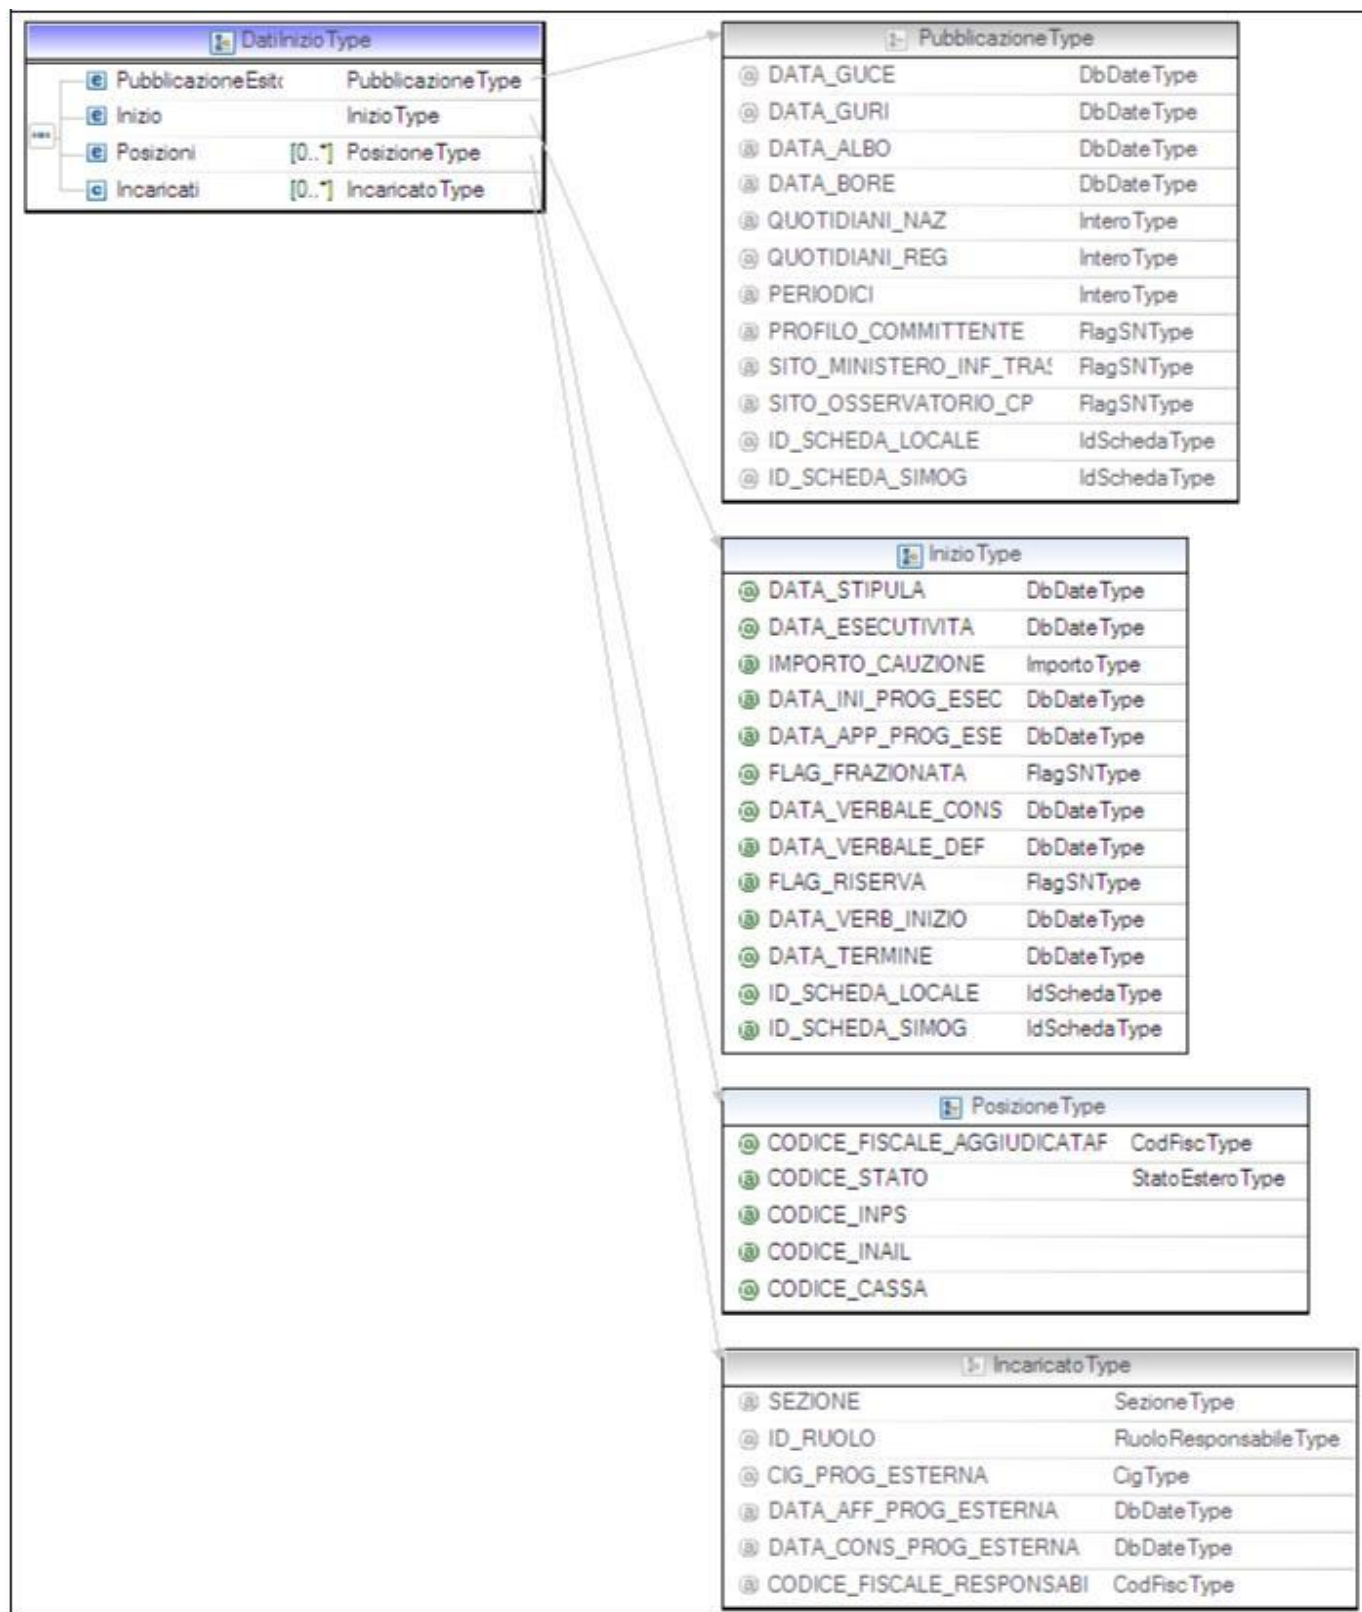 DatiInizioType
PubblicazioneEsito PubblicazioneType
Inizio InizioType
Posizioni [0..*] PosizioneType
Incaricati [0..*] IncaricatoType
PubblicazioneType
DATA_GUCE DbDateType
DATA_GURI DbDateType
DATA_ALBO DbDateType
DATA_BORE DbDateType
QUOTIDIANI_NAZ InteroType
QUOTIDIANI_REG InteroType
PERIODICI InteroType
PROFILO_COMMITTENTE FlagSNType
SITO_MINISTERO_INF_TRAS FlagSNType
SITO_OSSERVATORIO_CP FlagSNType
ID_SCHEDA_LOCALE IdSchedaType
ID_SCHEDA_SIMOG IdSchedaType
InizioType
DATA_STIPULA DbDateType
DATA_ESECUTIVITA DbDateType
IMPORTO_CAUZIONE ImportoType
DATA_INI_PROG_ESEC DbDateType
DATA_APP_PROG_ESE DbDateType
FLAG_FRAZIONATA FlagSNType
DATA_VERBALE_CONS DbDateType
DATA_VERBALE_DEF DbDateType
FLAG_RISERVA FlagSNType
DATA_VERB_INIZIO DbDateType
DATA_TERMINE DbDateType
ID_SCHEDA_LOCALE IdSchedaType
ID_SCHEDA_SIMOG IdSchedaType
PosizioneType
CODICE_FISCALE_AGGIUDICATAR CodFiscType
CODICE_STATO StatoEsteroType
CODICE_INPS
CODICE_INAIL
CODICE_CASSA
IncaricatoType
SEZIONE SezioneType
ID_RUOLO RuoloResponsabileType
CIG_PROG_ESTERNA CigType
DATA_AFF_PROG_ESTERNA DbDateType
DATA_CONS_PROG_ESTERNA DbDateType
CODICE_FISCALE_RESPONSABI CodFiscType